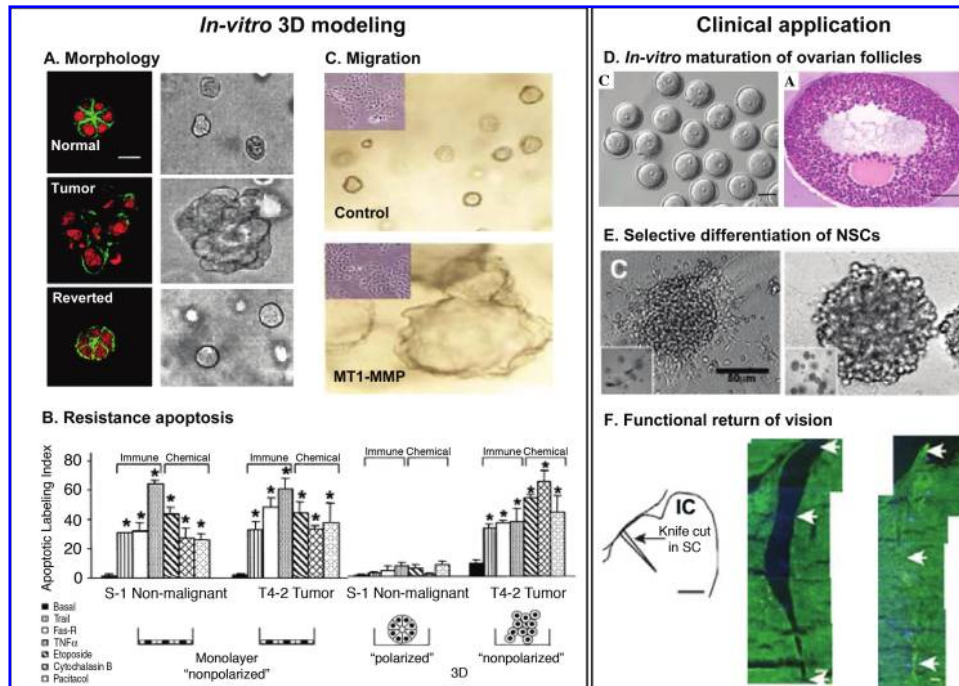 In-vitro 3D modeling
A. Morphology
Normal
Tumor
Reverted
C. Migration
Control
MT1-MMP
B. Resistance apoptosis
Apoptotic Labeling Index
80
60
40
20
0
Immune Chemical
Immune Chemical
Immune Chemical
Immune Chemical
* * * * * *
* * * * * *
* * * * * *
S-1 Non-malignant
T4-2 Tumor
S-1 Non-malignant
T4-2 Tumor
Basal
Trail
Fas-R
TNFα
Etoposide
Cytochalasin B
Pacitacol
Monolayer
"nonpolarized"
"polarized"
"nonpolarized"
3D
Clinical application
D. In-vitro maturation of ovarian follicles
C
A
E. Selective differentiation of NSCs
C
50µm
F. Functional return of vision
IC
Knife cut
in SC